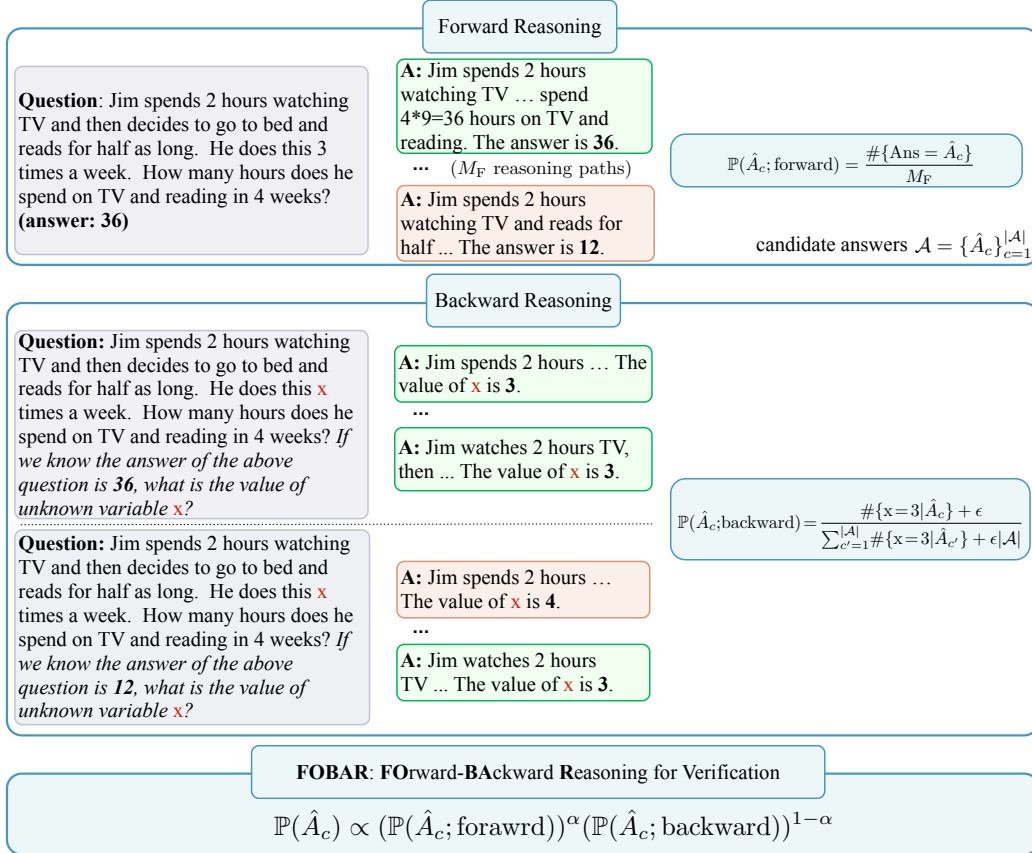 Forward Reasoning
Question: Jim spends 2 hours watching
TV and then decides to go to bed and
reads for half as long. He does this 3
times a week. How many hours does he
spend on TV and reading in 4 weeks?
(answer: 36)
A: Jim spends 2 hours
watching TV … spend
4*9=36 hours on TV and
reading. The answer is 36.
... (M_F reasoning paths)
A: Jim spends 2 hours
watching TV and reads for
half ... The answer is 12.
ℙ(Â_c; forward) = #{Ans = Â_c} / M_F
candidate answers 𝒜 = {Â_c}_{c=1}^{|𝒜|}
Backward Reasoning
Question: Jim spends 2 hours watching
TV and then decides to go to bed and
reads for half as long. He does this x
times a week. How many hours does he
spend on TV and reading in 4 weeks? If
we know the answer of the above
question is 36, what is the value of
unknown variable x?
A: Jim spends 2 hours … The
value of x is 3.
...
A: Jim watches 2 hours TV,
then ... The value of x is 3.
Question: Jim spends 2 hours watching
TV and then decides to go to bed and
reads for half as long. He does this x
times a week. How many hours does he
spend on TV and reading in 4 weeks? If
we know the answer of the above
question is 12, what is the value of
unknown variable x?
A: Jim spends 2 hours …
The value of x is 4.
...
A: Jim watches 2 hours
TV ... The value of x is 3.
ℙ(Â_c;backward) = (#{x=3|Â_c} + ϵ) / (∑_{c'=1}^{|𝒜|} #{x=3|Â_{c'}} + ϵ|𝒜|)
FOBAR: FOrward-BAckward Reasoning for Verification
ℙ(Â_c) ∝ (ℙ(Â_c; forawrd))^α (ℙ(Â_c; backward))^{1−α}